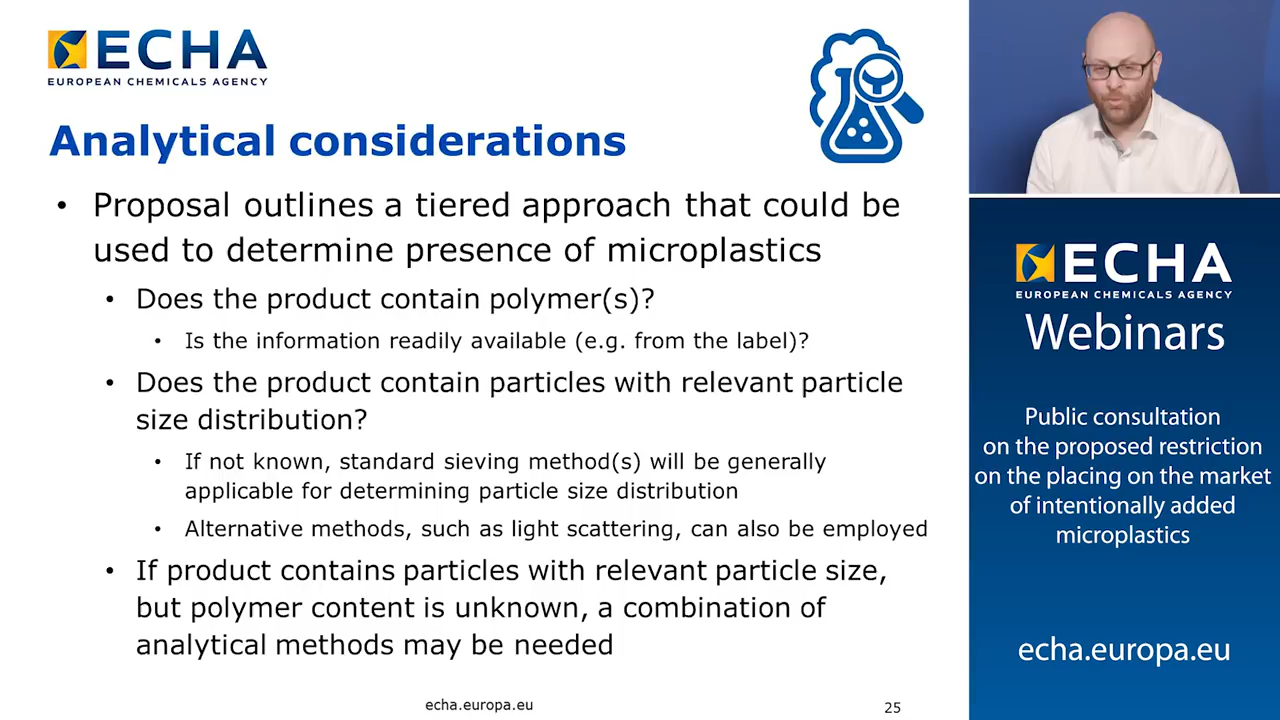 ECHA
EUROPEAN CHEMICALS AGENCY
Analytical considerations
• Proposal outlines a tiered approach that could be
used to determine presence of microplastics
• Does the product contain polymer(s)?
• Is the information readily available (e.g. from the label)?
• Does the product contain particles with relevant particle
size distribution?
• If not known, standard sieving method(s) will be generally
applicable for determining particle size distribution
• Alternative methods, such as light scattering, can also be employed
• If product contains particles with relevant particle size,
but polymer content is unknown, a combination of
analytical methods may be needed
echa.europa.eu
25
ECHA
EUROPEAN CHEMICALS AGENCY
Webinars
Public consultation
on the proposed restriction
on the placing on the market
of intentionally added
microplastics
echa.europa.eu